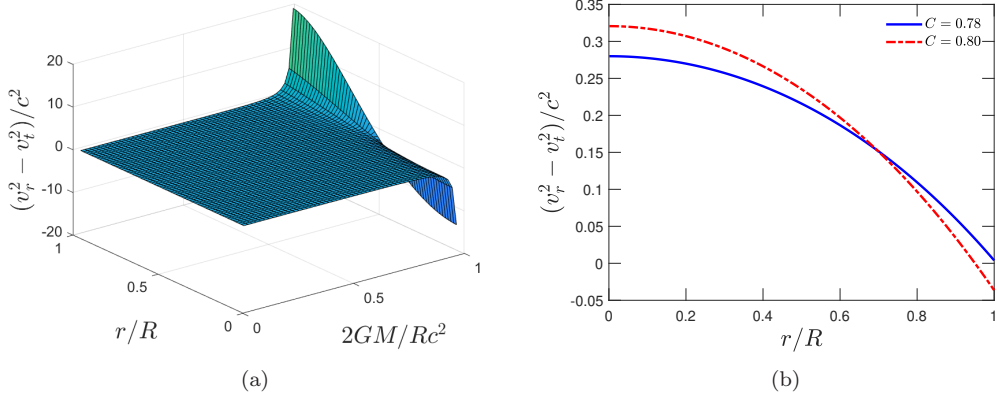 (v_r^2 − v_t^2)/c^2
20
10
0
-10
-20
1
0.5
0
r/R
0
0.5
1
2GM/Rc^2
(a)
(v_r^2 − v_t^2)/c^2
0.35
0.3
0.25
0.2
0.15
0.1
0.05
0
-0.05
C = 0.78
C = 0.80
0 0.2 0.4 0.6 0.8 1
r/R
(b)